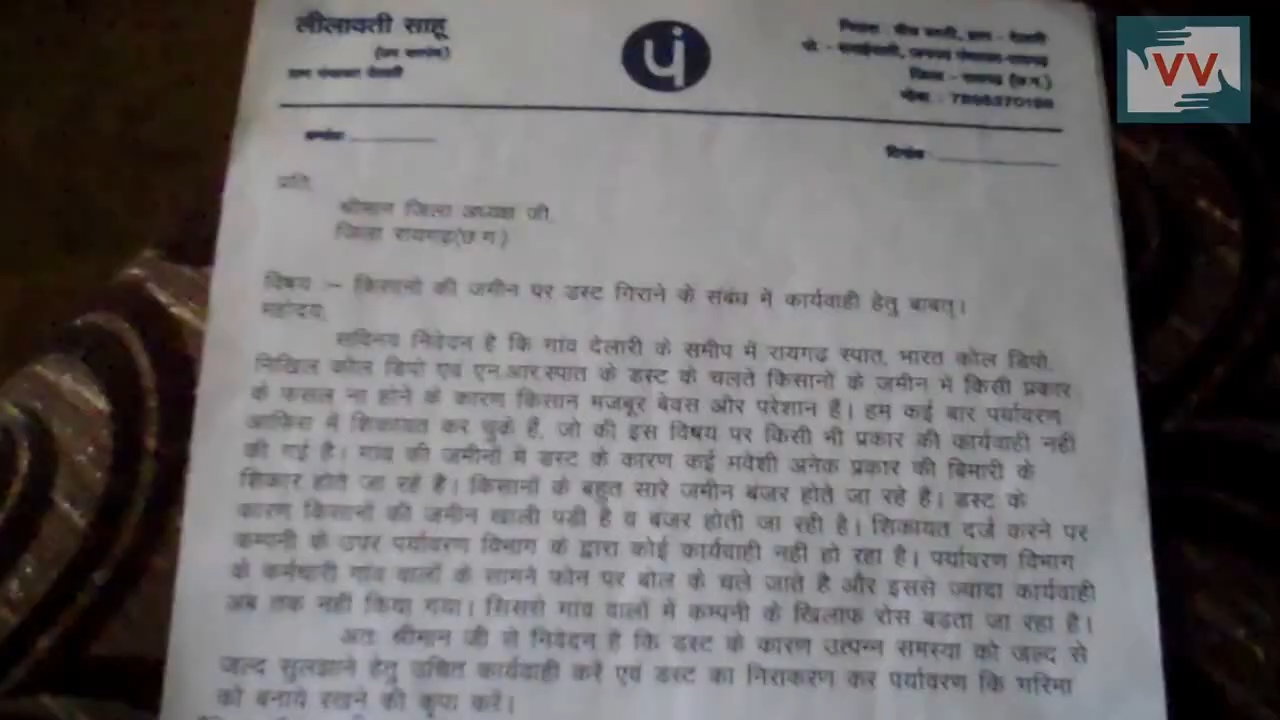 लीलावती साहू
(उप सरपंच)
ग्राम पंचायत देलारी
पं
ग्राम - देलारी
जिला - रायगढ़ (छ.ग.)
VV
क्रमांक
दिनांक
प्रति,
श्रीमान जिला अध्यक्ष जी,
जिला रायगढ़(छ.ग.)
विषय :- किसानो की जमीन पर डस्ट गिराने के संबंध में कार्यवाही हेतु बाबत्।
महोदय,
सविनय निवेदन है कि गांव देलारी के समीप में रायगढ स्पात, भारत कोल डिपो,
निखिल कोल डिपो एवं एन.आर.स्पात के डस्ट के चलते किसानो के जमीन में किसी प्रकार
के फसल ना होने के कारण किसान मजबूर बेवस और परेशान है। हम कई बार पर्यावरण
आफिस में शिकायत कर चुके है, जो की इस विषय पर किसी भी प्रकार की कार्यवाही नही
की गई है। गांव की जमीनो में डस्ट के कारण कई मवेशी अनेक प्रकार की बिमारी के
शिकार होते जा रहे है। किसानों के बहुत सारे जमीन बंजर होते जा रहे है। डस्ट के
कारण किसानों की जमीन खाली पडी है व बंजर होती जा रही है। शिकायत दर्ज करने पर
कम्पनी के उपर पर्यावरण विभाग के द्वारा कोई कार्यवाही नही हो रहा है। पर्यावरण विभाग
के कर्मचारी गांव वालों के सामने फोन पर बोल के चले जाते है और इससे ज्यादा कार्यवाही
अब तक नही किया गया। जिससे गांव वालों में कम्पनी के खिलाफ रोस बढता जा रहा है।
अतः श्रीमान जी से निवेदन है कि डस्ट के कारण उत्पन्न समस्या को जल्द से
जल्द सुलझाने हेतु उचित कार्यवाही करें एवं डस्ट का निराकरण कर पर्यावरण कि गरिमा
को बनाये रखने की कृपा करें।